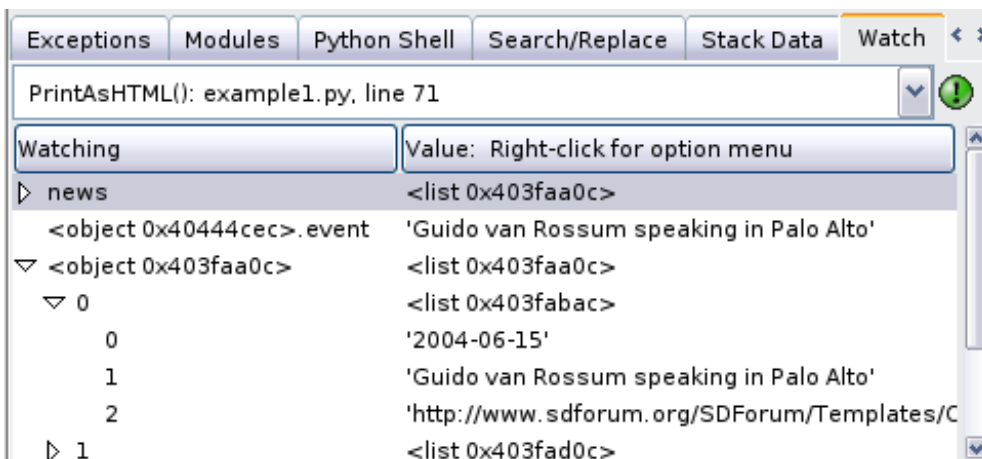 Exceptions Modules Python Shell Search/Replace Stack Data Watch
PrintAsHTML(): example1.py, line 71
Watching Value: Right-click for option menu
news <list 0x403faa0c>
<object 0x40444cec>.event 'Guido van Rossum speaking in Palo Alto'
<object 0x403faa0c> <list 0x403faa0c>
0 <list 0x403fabac>
0 '2004-06-15'
1 'Guido van Rossum speaking in Palo Alto'
2 'http://www.sdforum.org/SDForum/Templates/C
1 <list 0x403fad0c>